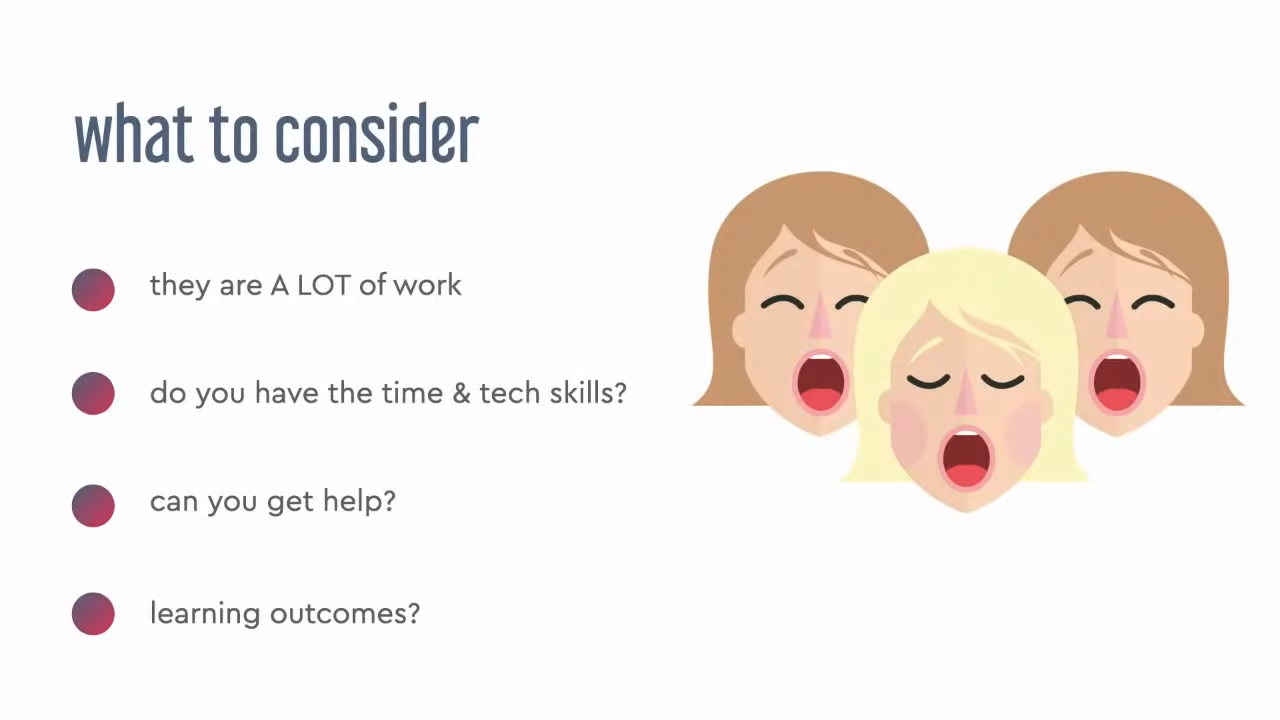 what to consider
they are A LOT of work
do you have the time & tech skills?
can you get help?
learning outcomes?